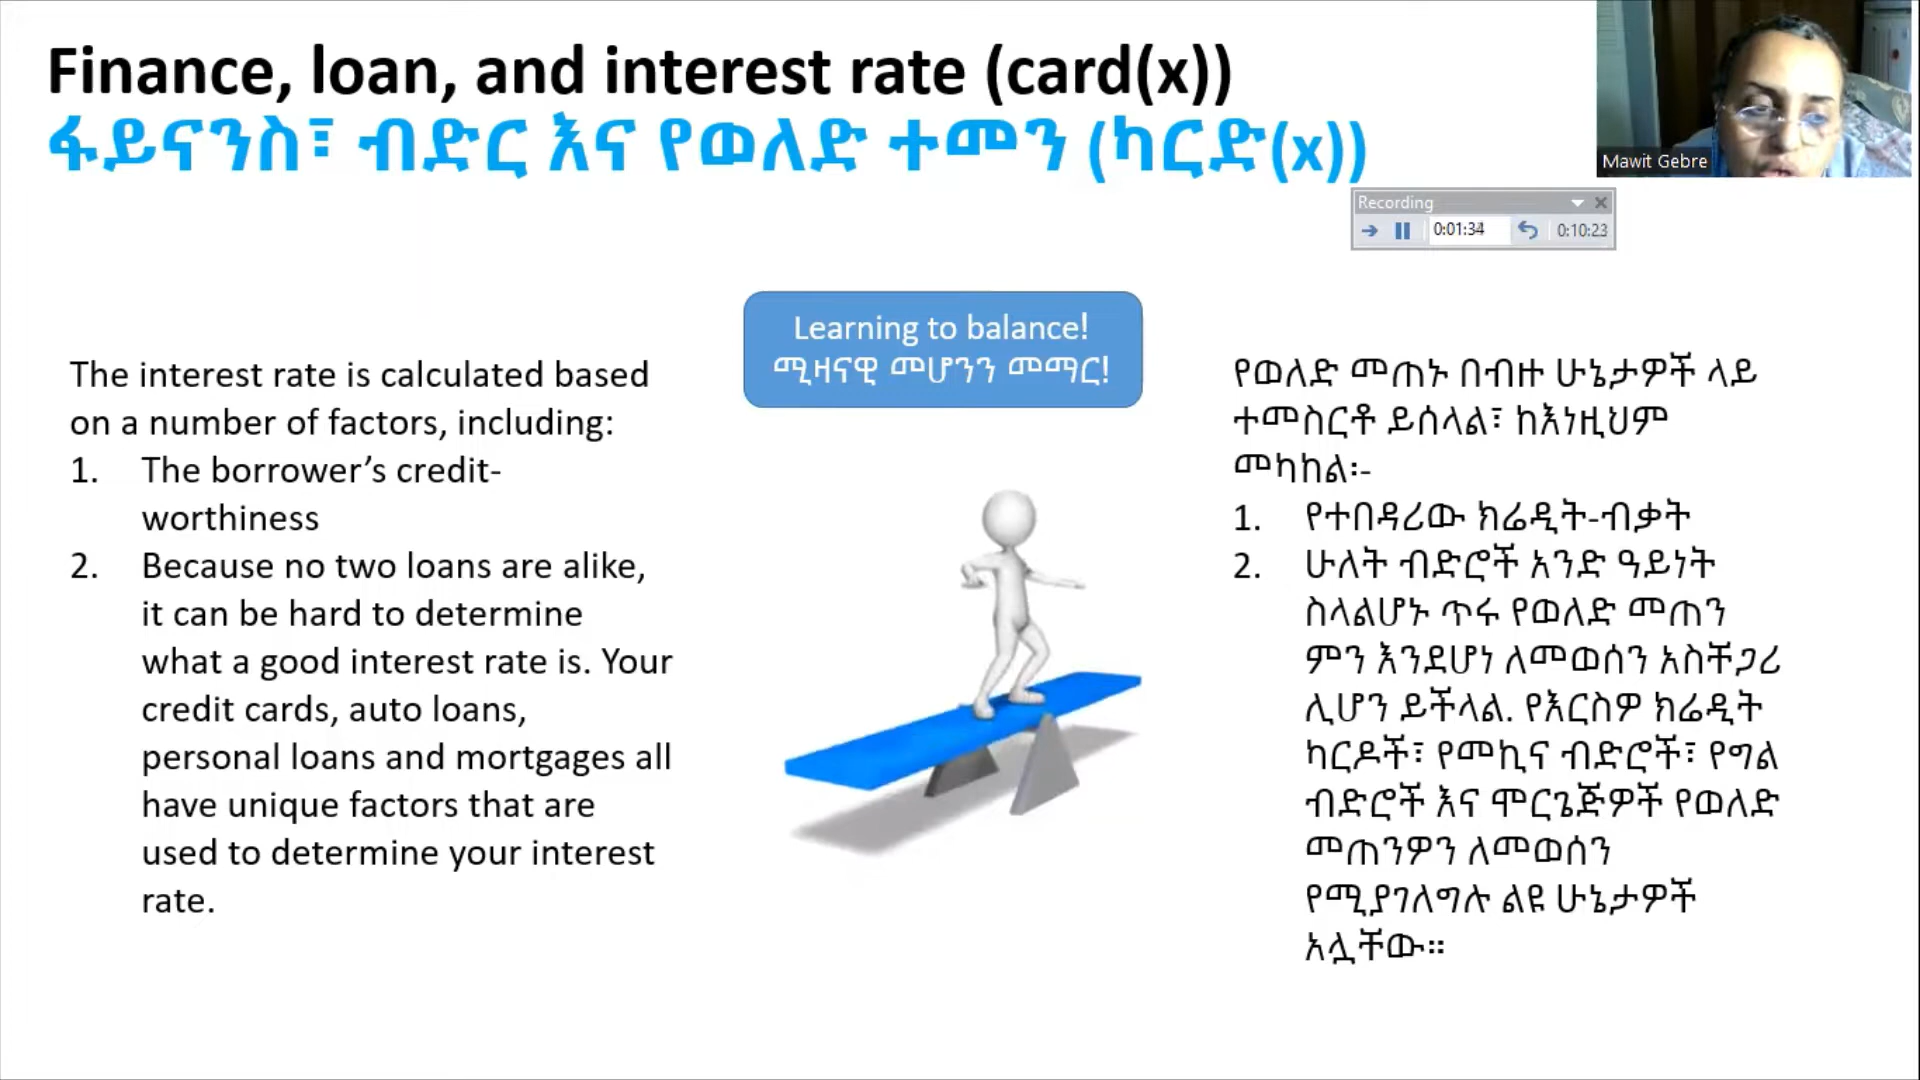 Finance, loan, and interest rate (card(x))
ፋይናንስ፣ ብድር እና የወለድ ተመን (ካርድ(x))
Mawit Gebre
Recording
0:01:34
0:10:23
Learning to balance!
ሚዛናዊ መሆንን መማር!
The interest rate is calculated based
on a number of factors, including:
1. The borrower’s credit-
worthiness
2. Because no two loans are alike,
it can be hard to determine
what a good interest rate is. Your
credit cards, auto loans,
personal loans and mortgages all
have unique factors that are
used to determine your interest
rate.
የወለድ መጠኑ በብዙ ሁኔታዎች ላይ
ተመስርቶ ይሰላል፣ ከእነዚህም
መካከል፡-
1. የተበዳሪው ክሬዲት-ብቃት
2. ሁለት ብድሮች አንድ ዓይነት
ስላልሆኑ ጥሩ የወለድ መጠን
ምን እንደሆነ ለመወሰን አስቸጋሪ
ሊሆን ይችላል. የእርስዎ ክሬዲት
ካርዶች፣ የመኪና ብድሮች፣ የግል
ብድሮች እና ሞርጌጅዎች የወለድ
መጠንዎን ለመወሰን
የሚያገለግሉ ልዩ ሁኔታዎች
አሏቸው።